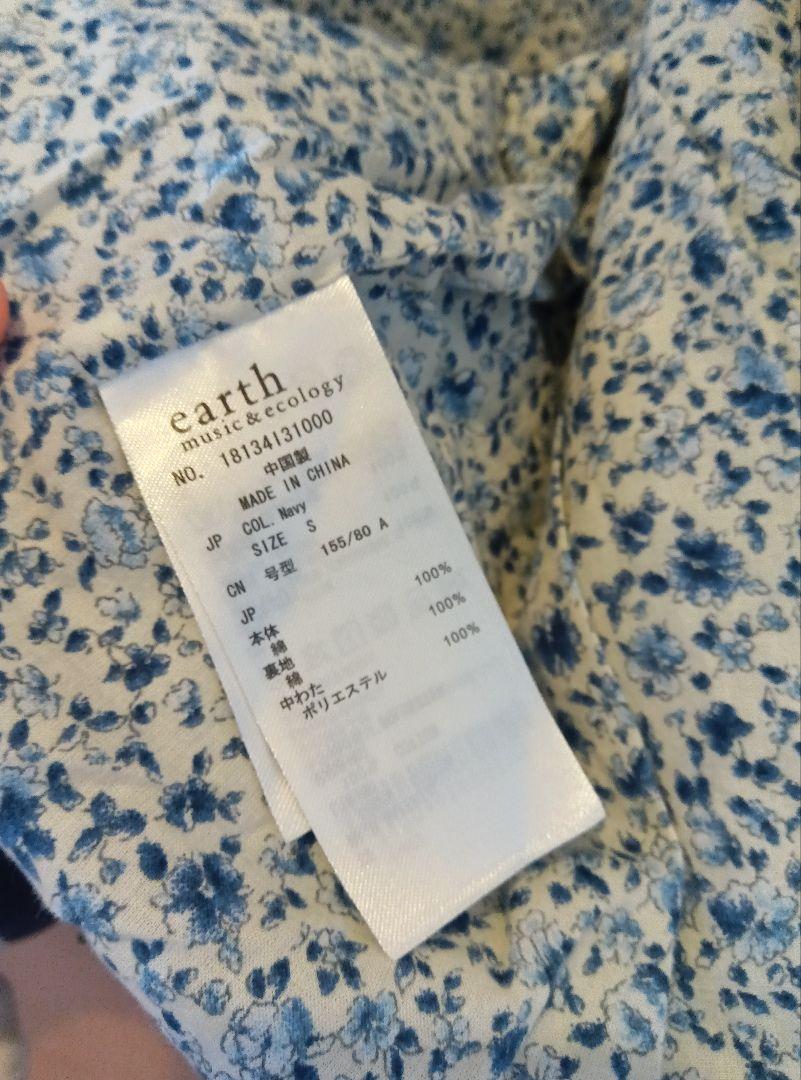 earth
music & ecology
NO. 18134131000
中国製
MADE IN CHINA
JP COL. Navy
SIZE S
CN 号型 155/80 A
JP
本体
綿 100%
裏地
綿 100%
中わた
ポリエステル 100%